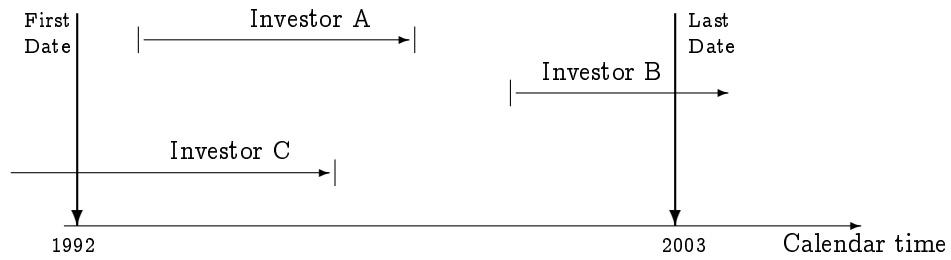 First
Date
Investor A
Last
Date
Investor B
Investor C
1992
2003
Calendar time